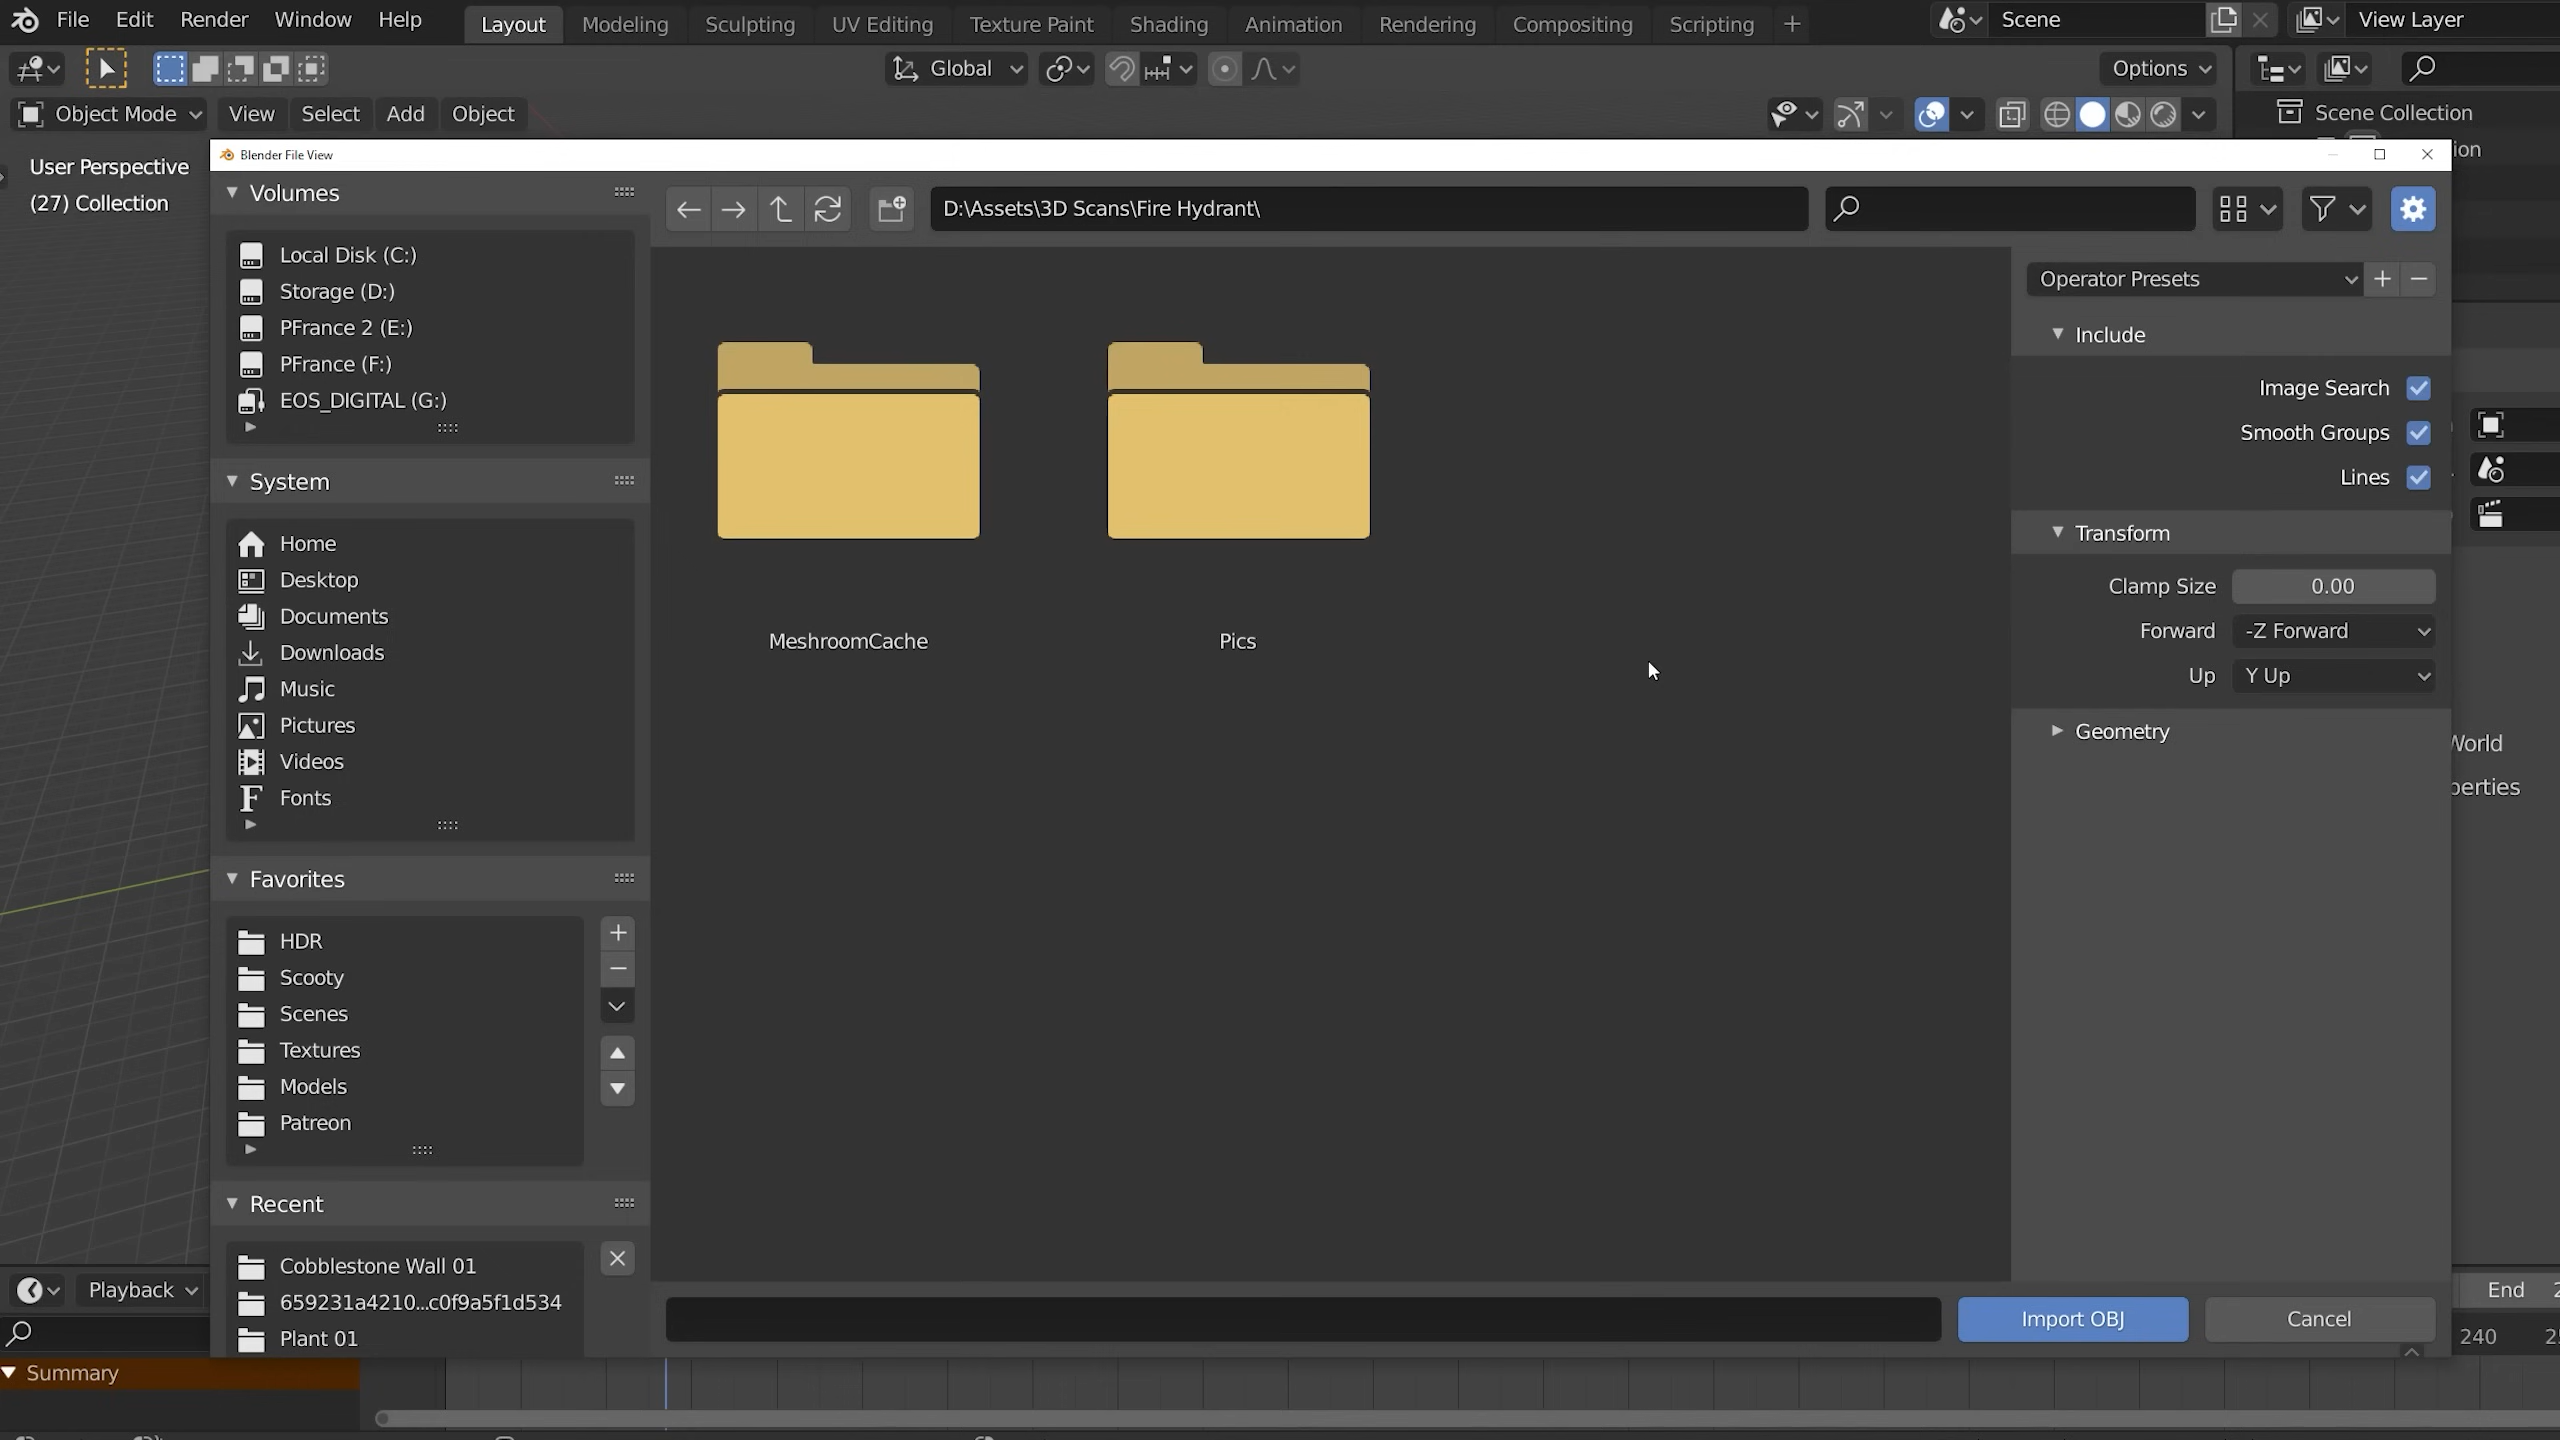 File Edit Render Window Help Layout Modeling Sculpting UV Editing Texture Paint Shading Animation Rendering Compositing Scripting + Scene View Layer
Global Options
Object Mode View Select Add Object Scene Collection
User Perspective
(27) Collection
Blender File View
ion
Volumes
D:\Assets\3D Scans\Fire Hydrant\
Local Disk (C:)
Storage (D:)
PFrance 2 (E:)
PFrance (F:)
EOS_DIGITAL (G:)
System
Home
Desktop
Documents
Downloads
Music
Pictures
Videos
Fonts
Favorites
HDR
Scooty
Scenes
Textures
Models
Patreon
Recent
Cobblestone Wall 01
659231a4210...c0f9a5f1d534
Plant 01
MeshroomCache
Pics
Operator Presets
Include
Image Search
Smooth Groups
Lines
Transform
Clamp Size 0.00
Forward -Z Forward
Up Y Up
Geometry
World
perties
Import OBJ Cancel
Playback
End
240
Summary